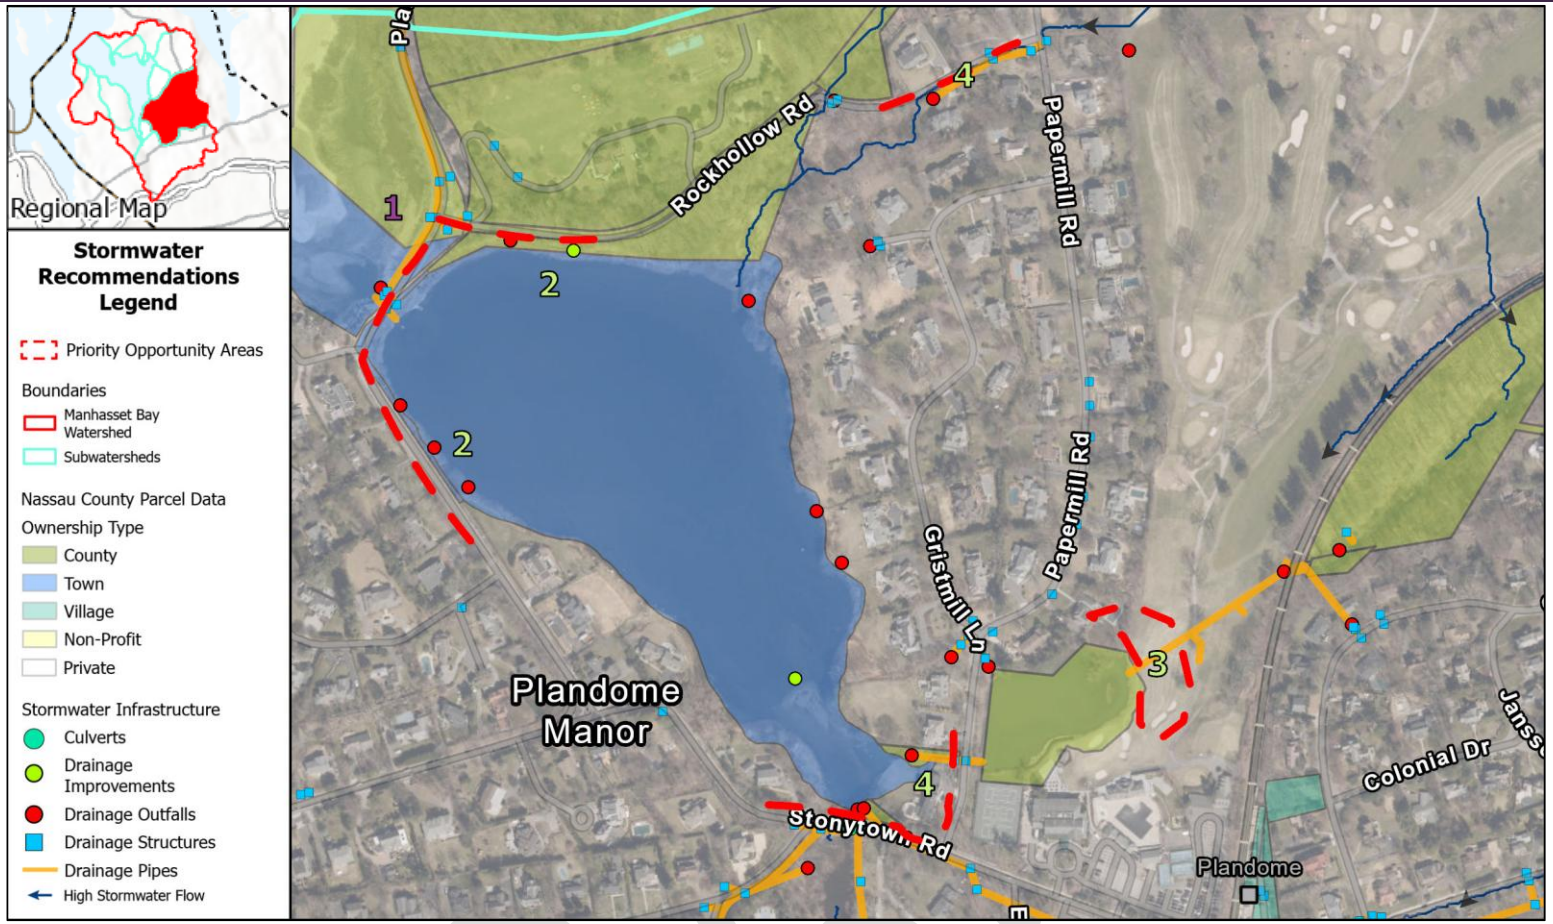 Regional Map
Stormwater
Recommendations
Legend
Priority Opportunity Areas
Boundaries
Manhasset Bay
Watershed
Subwatersheds
Nassau County Parcel Data
Ownership Type
County
Town
Village
Non-Profit
Private
Stormwater Infrastructure
Culverts
Drainage
Improvements
Drainage Outfalls
Drainage Structures
Drainage Pipes
High Stormwater Flow
Pla
4
Rockhollow Rd
Papermill Rd
1
2
2
Papermill Rd
Gristmill Ln
3
Plandome
Manor
4
Stonytown Rd
Colonial Dr
Jansse
Plandome
E